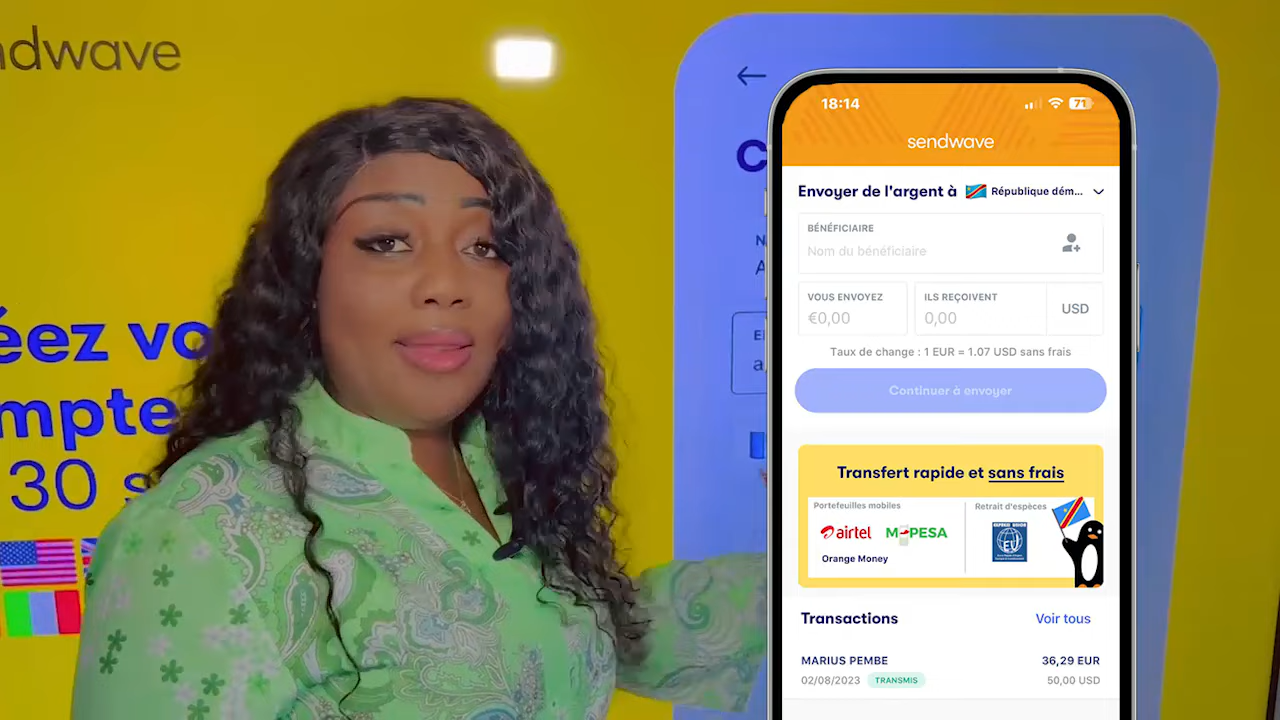 ndwave
éez vo
mpte
30 s
18:14
71
sendwave
Envoyer de l'argent à République dém...
BÉNÉFICIAIRE
Nom du bénéficiaire
VOUS ENVOYEZ
€0,00
ILS REÇOIVENT
0,00
USD
Taux de change : 1 EUR = 1.07 USD sans frais
Continuer à envoyer
Transfert rapide et sans frais
Portefeuilles mobiles
airtel
M-PESA
Orange Money
Retrait d'espèces
Transactions
Voir tous
MARIUS PEMBE
36,29 EUR
02/08/2023
TRANSMIS
50,00 USD